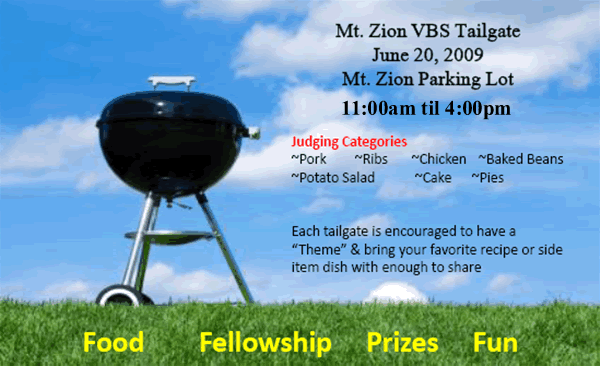 Mt. Zion VBS Tailgate
June 20, 2009
Mt. Zion Parking Lot
11:00am til 4:00pm
Judging Categories
~Pork ~Ribs ~Chicken ~Baked Beans
~Potato Salad ~Cake ~Pies
Each tailgate is encouraged to have a
“Theme” & bring your favorite recipe or side
item dish with enough to share
Food Fellowship Prizes Fun